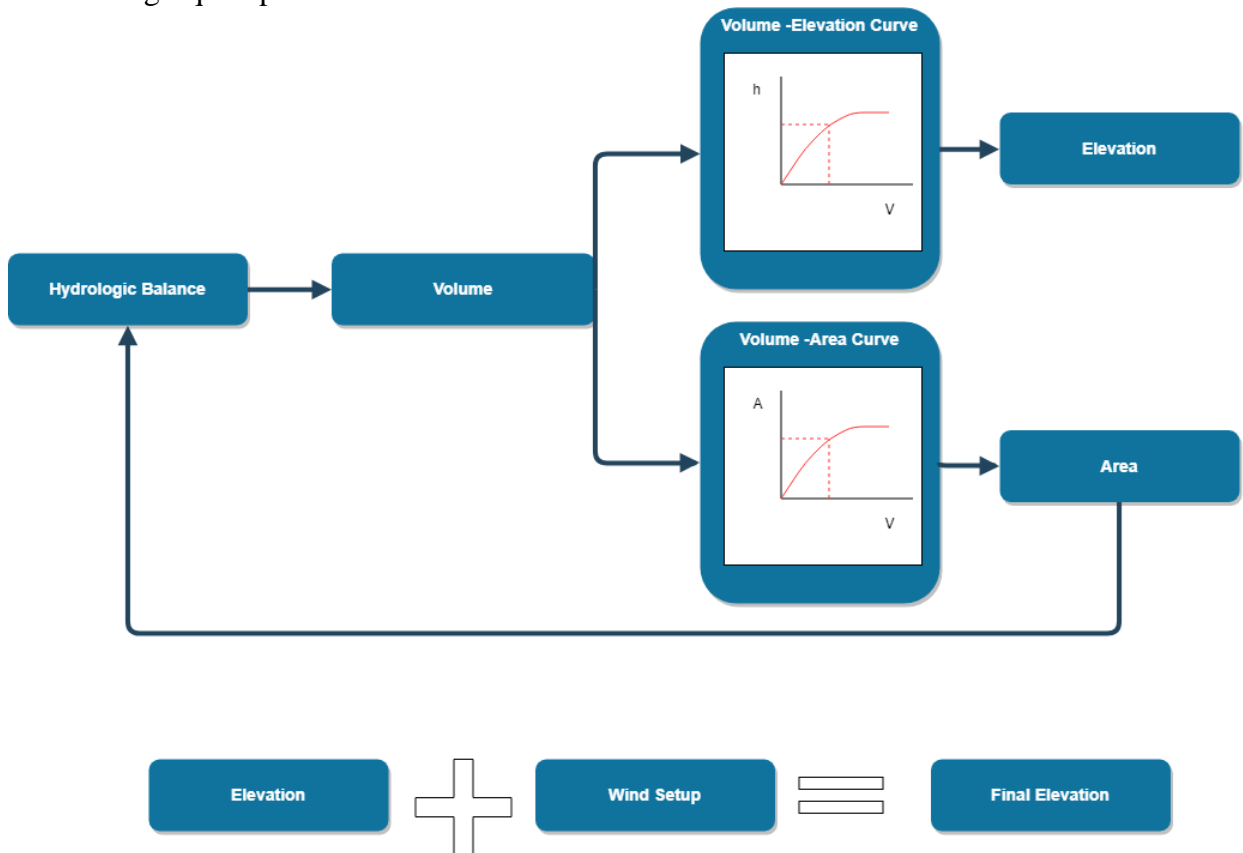 Volume -Elevation Curve
h
V
Elevation
Hydrologic Balance
Volume
Volume -Area Curve
A
V
Area
Elevation
Wind Setup
Final Elevation